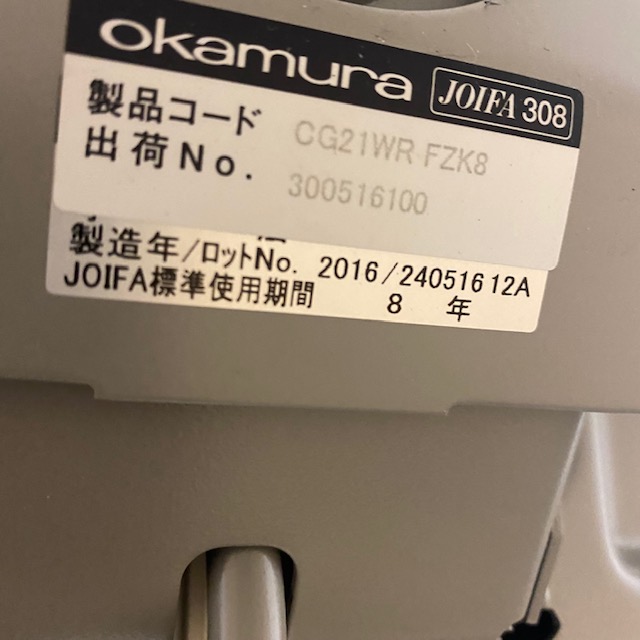 okamura JOIFA 308
製品コード CG21WR FZK8
出荷No. 300516100
製造年/ロットNo. 2016/24051612A
JOIFA標準使用期間 8 年